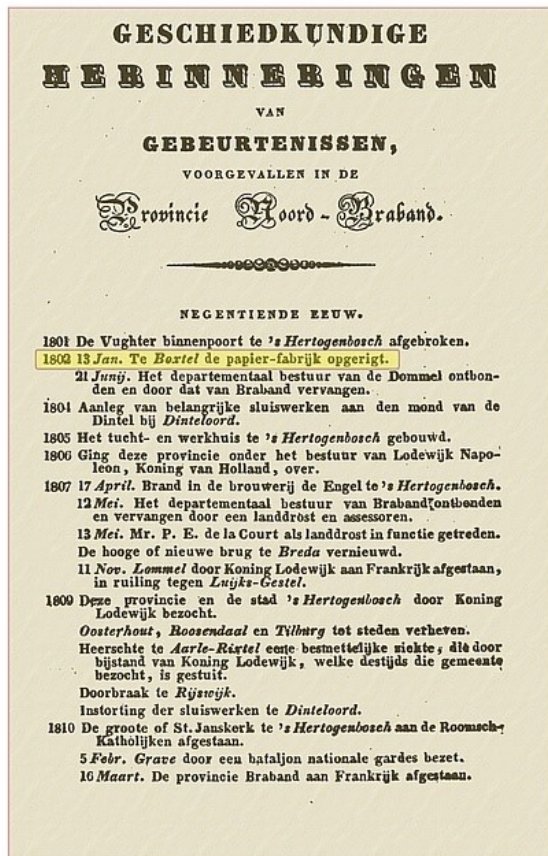 GESCHIEDKUNDIGE
HERINNERINGEN
VAN
GEBEURTENISSEN,
VOORGEVALLEN IN DE
Provincie Noord-Braband.
NEGENTIENDE EEUW.
1801 De Vughter binnenpoort te 's Hertogenbosch afgebroken.
1802 13 Jan. Te Boxtel de papier-fabrijk opgerigt.
21 Junij. Het departementaal bestuur van de Dommel ontbon-
den en door dat van Braband vervangen.
1804 Aanleg van belangrijke sluiswerken aan den mond van de
Dintel bij Dinteloord.
1805 Het tucht- en werkhuis te 's Hertogenbosch gebouwd.
1806 Ging deze provincie onder het bestuur van Lodewijk Napo-
leon, Koning van Holland, over.
1807 17 April. Brand in de brouwerij de Engel te 's Hertogenbosch.
12 Mei. Het departementaal bestuur van Braband ontbonden
en vervangen door een landdrost en assessoren.
13 Mei. Mr. P. E. de la Court als landdrost in functie getreden.
De hooge of nieuwe brug te Breda vernieuwd.
11 Nov. Lommel door Koning Lodewijk aan Frankrijk afgestaan,
in ruiling tegen Luijks-Gestel.
1809 Deze provincie en de stad 's Hertogenbosch door Koning
Lodewijk bezocht.
Oosterhout, Roosendaal en Tilburg tot steden verheven.
Heerschte te Aarle-Rixtel eene besmettelijke ziekte, die door
bijstand van Koning Lodewijk, welke destijds die gemeente
bezocht, is gestuit.
Doorbraak te Rijswijk.
Instorting der sluiswerken te Dinteloord.
1810 De groote of St. Janskerk te 's Hertogenbosch aan de Roomsch-
Katholijken afgestaan.
5 Febr. Grave door een bataljon nationale gardes bezet.
16 Maart. De provincie Braband aan Frankrijk afgestaan.